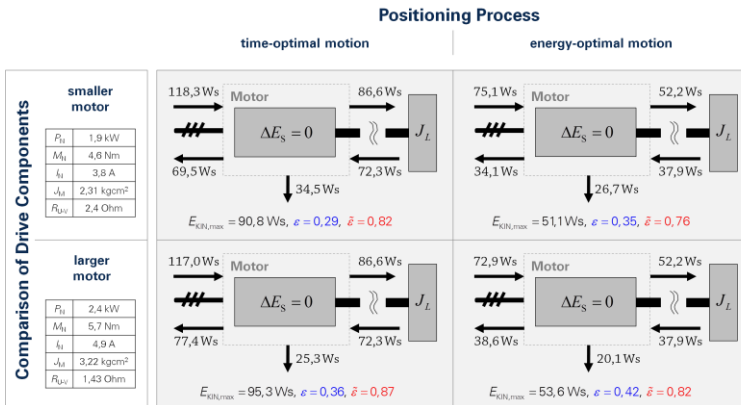 Positioning Process
time-optimal motion
energy-optimal motion
Comparison of Drive Components
smaller motor
P_N 1,9 kW
M_N 4,6 Nm
I_N 3,8 A
J_M 2,31 kgcm²
R_U-V 2,4 Ohm
118,3 Ws
86,6 Ws
Motor
ΔE_S = 0
J_L
69,5 Ws
72,3 Ws
34,5 Ws
E_KIN,max = 90,8 Ws, ε = 0,29, ε̃ = 0,82
75,1 Ws
52,2 Ws
Motor
ΔE_S = 0
J_L
34,1 Ws
37,9 Ws
26,7 Ws
E_KIN,max = 51,1 Ws, ε = 0,35, ε̃ = 0,76
larger motor
P_N 2,4 kW
M_N 5,7 Nm
I_N 4,9 A
J_M 3,22 kgcm²
R_U-V 1,43 Ohm
117,0 Ws
86,6 Ws
Motor
ΔE_S = 0
J_L
77,4 Ws
72,3 Ws
25,3 Ws
E_KIN,max = 95,3 Ws, ε = 0,36, ε̃ = 0,87
72,9 Ws
52,2 Ws
Motor
ΔE_S = 0
J_L
38,6 Ws
37,9 Ws
20,1 Ws
E_KIN,max = 53,6 Ws, ε = 0,42, ε̃ = 0,82